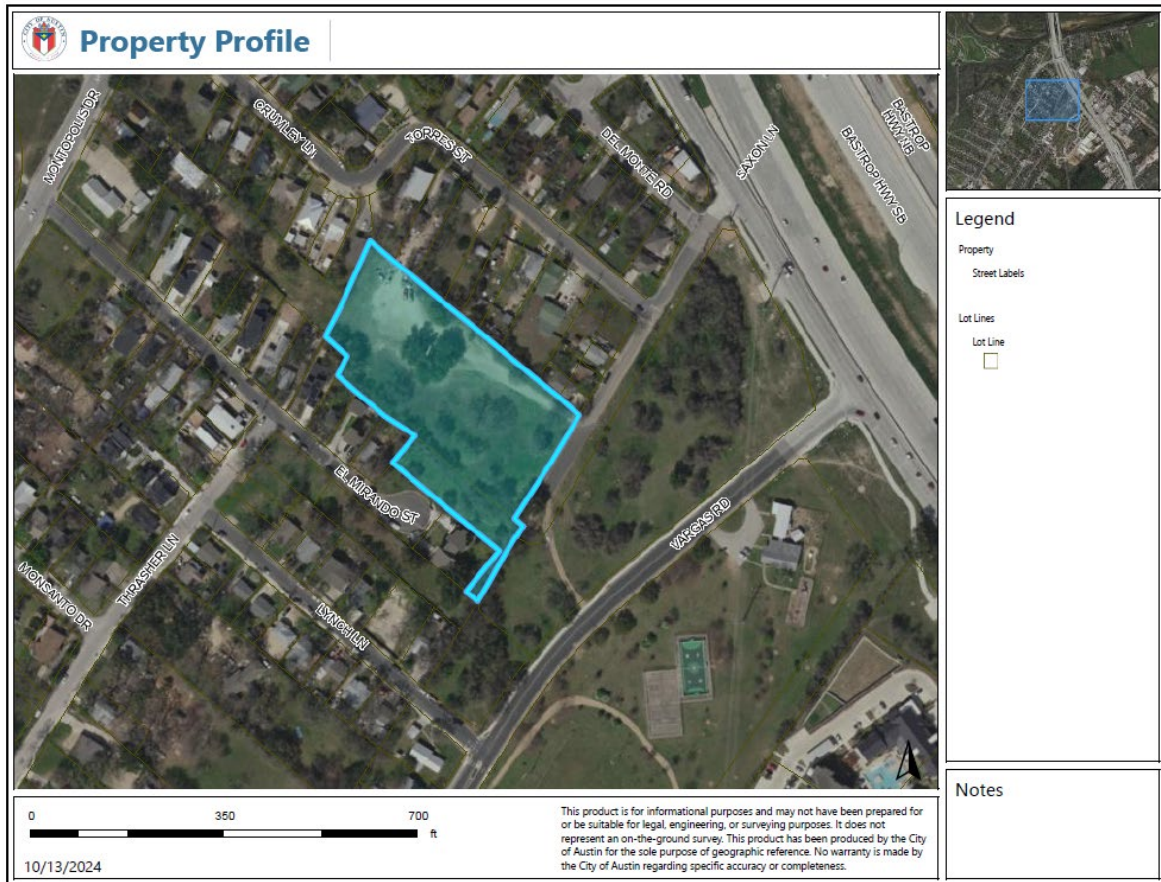 CITY OF AUSTIN
Property Profile
MONTOPOLIS DR
CRUMLEY LN
TORRES ST
DEL MONTE RD
SAXON LN
BASTROP HWY SB
BASTROP
HWY NB
EL MIRANDO ST
VARGAS RD
THRASHER LN
MONSANTO DR
LYNCH LN
Legend
Property
Street Labels
Lot Lines
Lot Line
Notes
0 350 700
ft
10/13/2024
This product is for informational purposes and may not have been prepared for
or be suitable for legal, engineering, or surveying purposes. It does not
represent an on-the-ground survey. This product has been produced by the City
of Austin for the sole purpose of geographic reference. No warranty is made by
the City of Austin regarding specific accuracy or completeness.